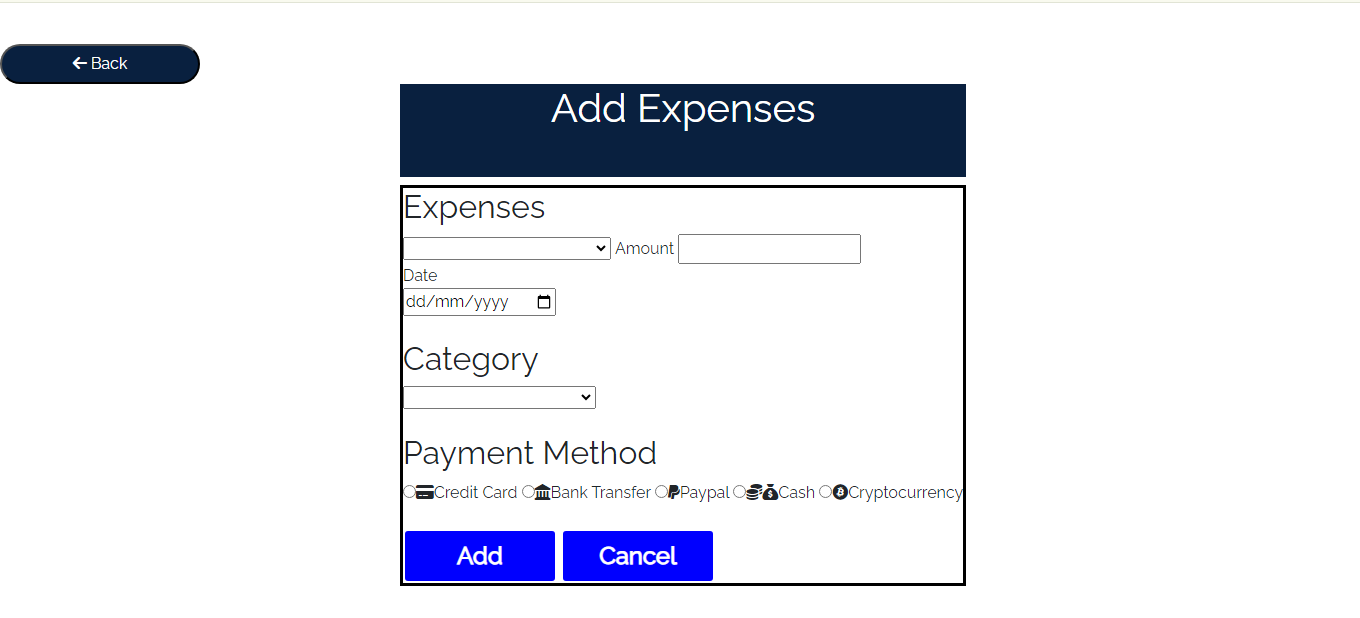 Back
Add Expenses
Expenses
Amount
Date
dd/mm/yyyy
Category
Payment Method
Credit Card Bank Transfer Paypal Cash Cryptocurrency
Add Cancel